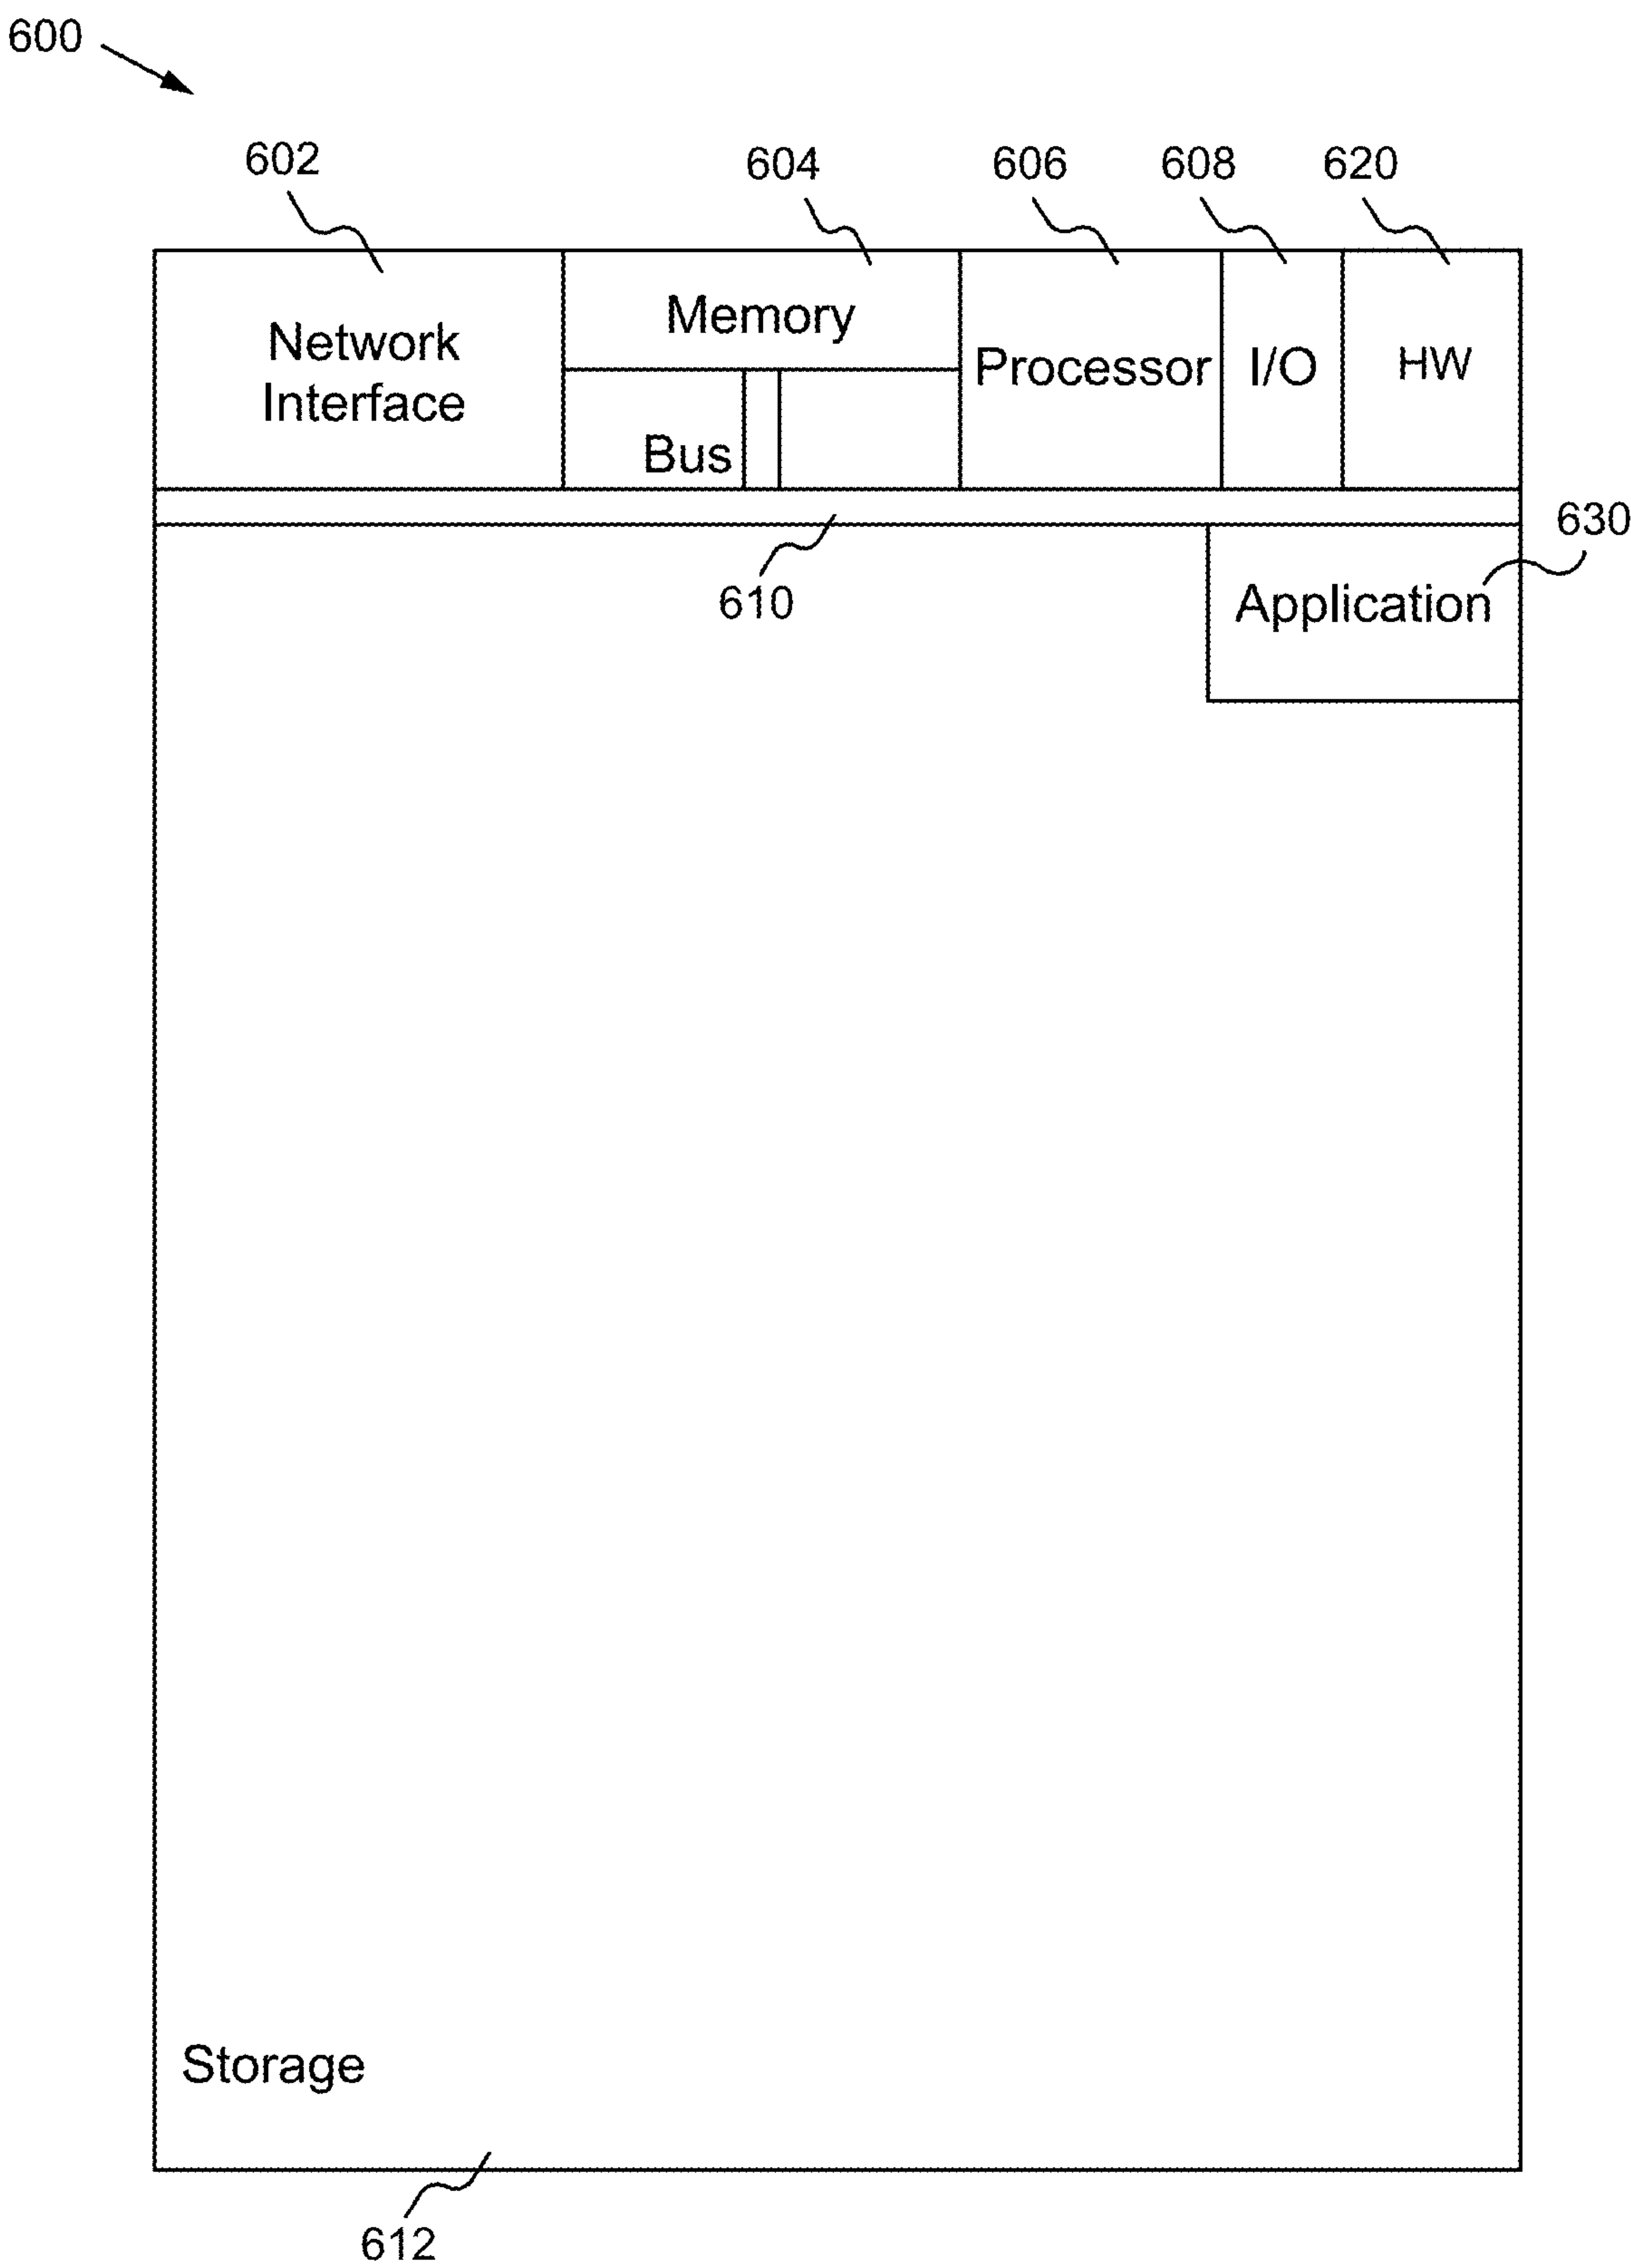 600
602
604
606
608
620
Network
Interface
Memory
Processor
I/O
HW
Bus
630
610
Application
Storage
612